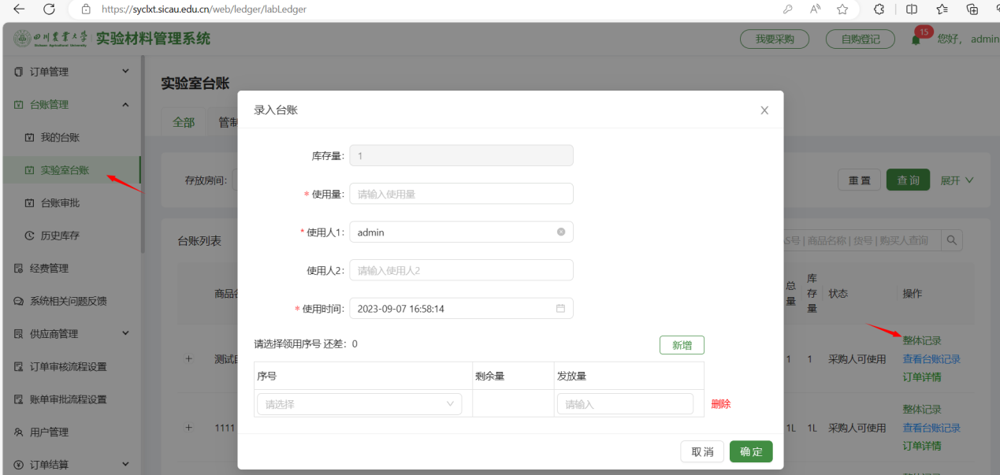 https://syclxt.sicau.edu.cn/web/ledger/labLedger
四川农业大学 实验材料管理系统
Sichuan Agricultural University
我要采购
自购登记
15
您好, admin
订单管理
台账管理
我的台账
实验室台账
台账审批
历史库存
经费管理
系统相关问题反馈
供应商管理
订单审核流程设置
账单审批流程设置
用户管理
订单结算
实验室台账
全部
管制
存放房间:
重 置
查 询
展开
台账列表
商品名称 | 货号 | 购买人查询
总量
库存量
状态
操作
测试
1
1
采购人可使用
整体记录
查看台账记录
订单详情
1111
1L
1L
采购人可使用
整体记录
查看台账记录
订单详情
录入台账
库存量: 1
* 使用量: 请输入使用量
* 使用人1: admin
使用人2: 请输入使用人2
* 使用时间: 2023-09-07 16:58:14
请选择领用序号 还差: 0
新增
序号
剩余量
发放量
请选择
请输入
删除
取 消
确 定